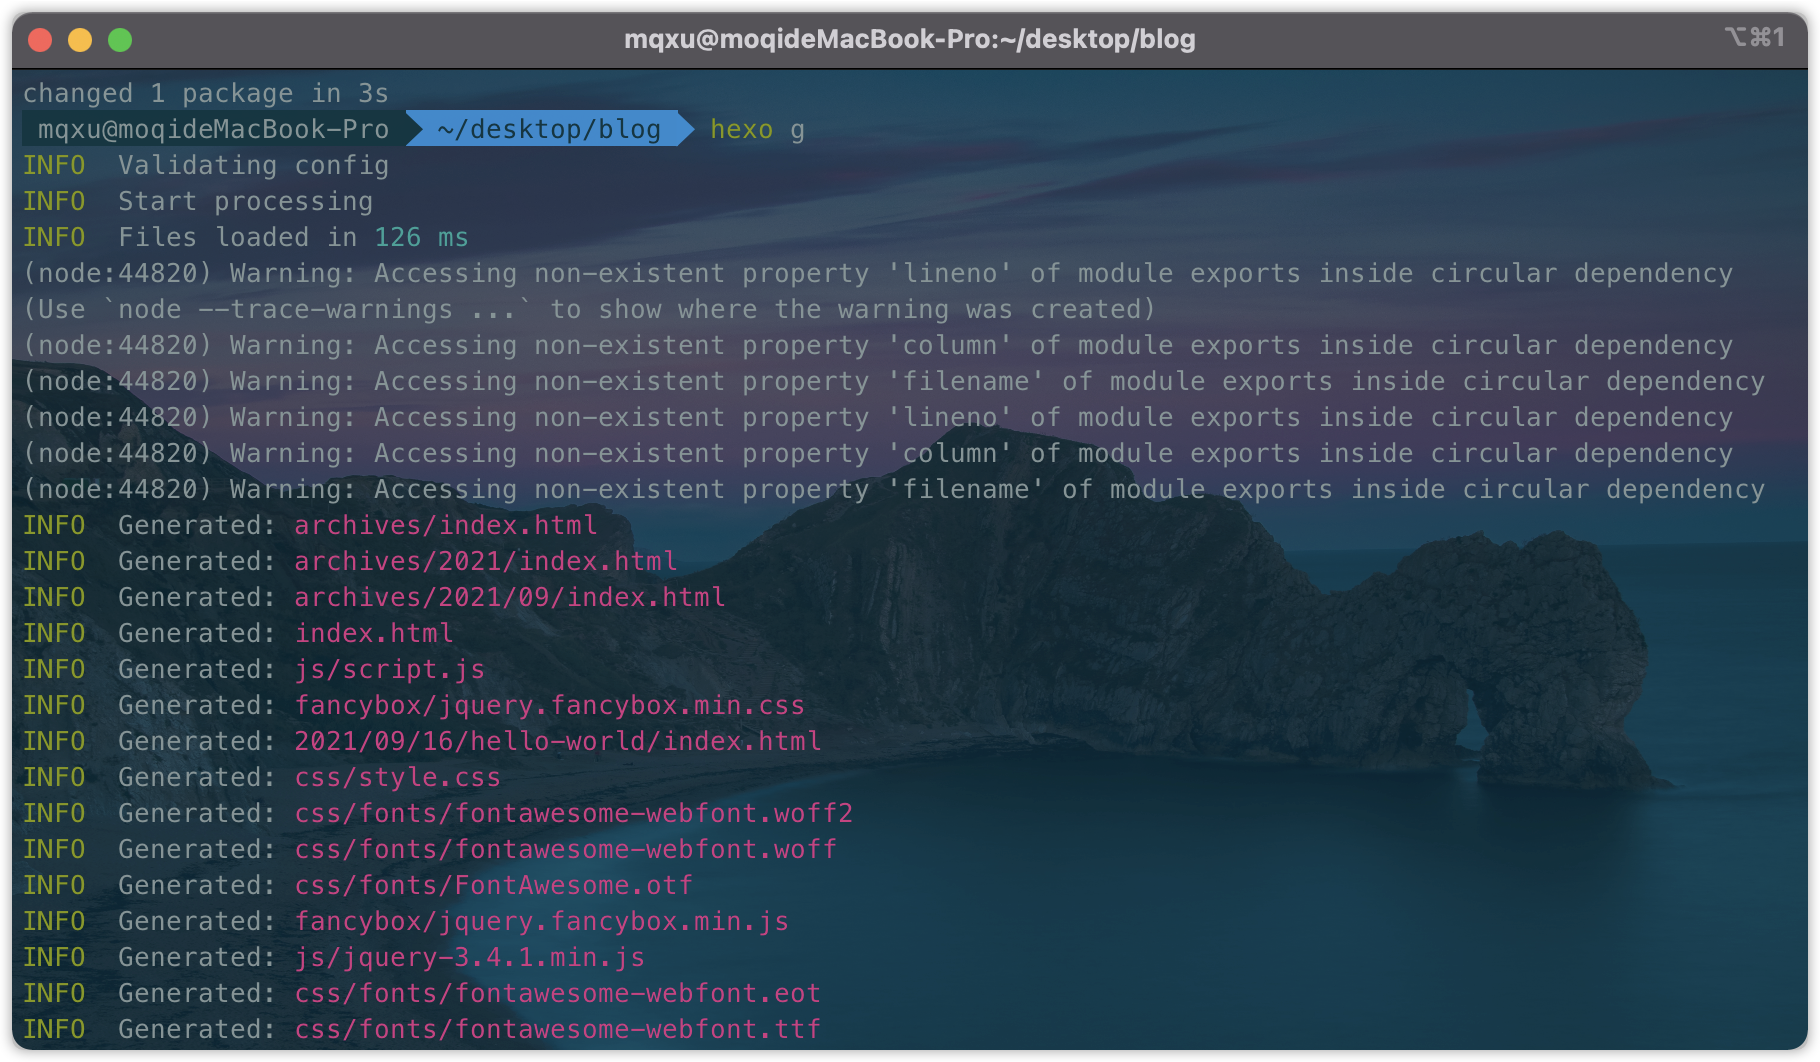 mqxu@moqideMacBook-Pro:~/desktop/blog
⌥⌘1
changed 1 package in 3s
mqxu@moqideMacBook-Pro ~/desktop/blog hexo g
INFO  Validating config
INFO  Start processing
INFO  Files loaded in 126 ms
(node:44820) Warning: Accessing non-existent property 'lineno' of module exports inside circular dependency
(Use `node --trace-warnings ...` to show where the warning was created)
(node:44820) Warning: Accessing non-existent property 'column' of module exports inside circular dependency
(node:44820) Warning: Accessing non-existent property 'filename' of module exports inside circular dependency
(node:44820) Warning: Accessing non-existent property 'lineno' of module exports inside circular dependency
(node:44820) Warning: Accessing non-existent property 'column' of module exports inside circular dependency
(node:44820) Warning: Accessing non-existent property 'filename' of module exports inside circular dependency
INFO  Generated: archives/index.html
INFO  Generated: archives/2021/index.html
INFO  Generated: archives/2021/09/index.html
INFO  Generated: index.html
INFO  Generated: js/script.js
INFO  Generated: fancybox/jquery.fancybox.min.css
INFO  Generated: 2021/09/16/hello-world/index.html
INFO  Generated: css/style.css
INFO  Generated: css/fonts/fontawesome-webfont.woff2
INFO  Generated: css/fonts/fontawesome-webfont.woff
INFO  Generated: css/fonts/FontAwesome.otf
INFO  Generated: fancybox/jquery.fancybox.min.js
INFO  Generated: js/jquery-3.4.1.min.js
INFO  Generated: css/fonts/fontawesome-webfont.eot
INFO  Generated: css/fonts/fontawesome-webfont.ttf